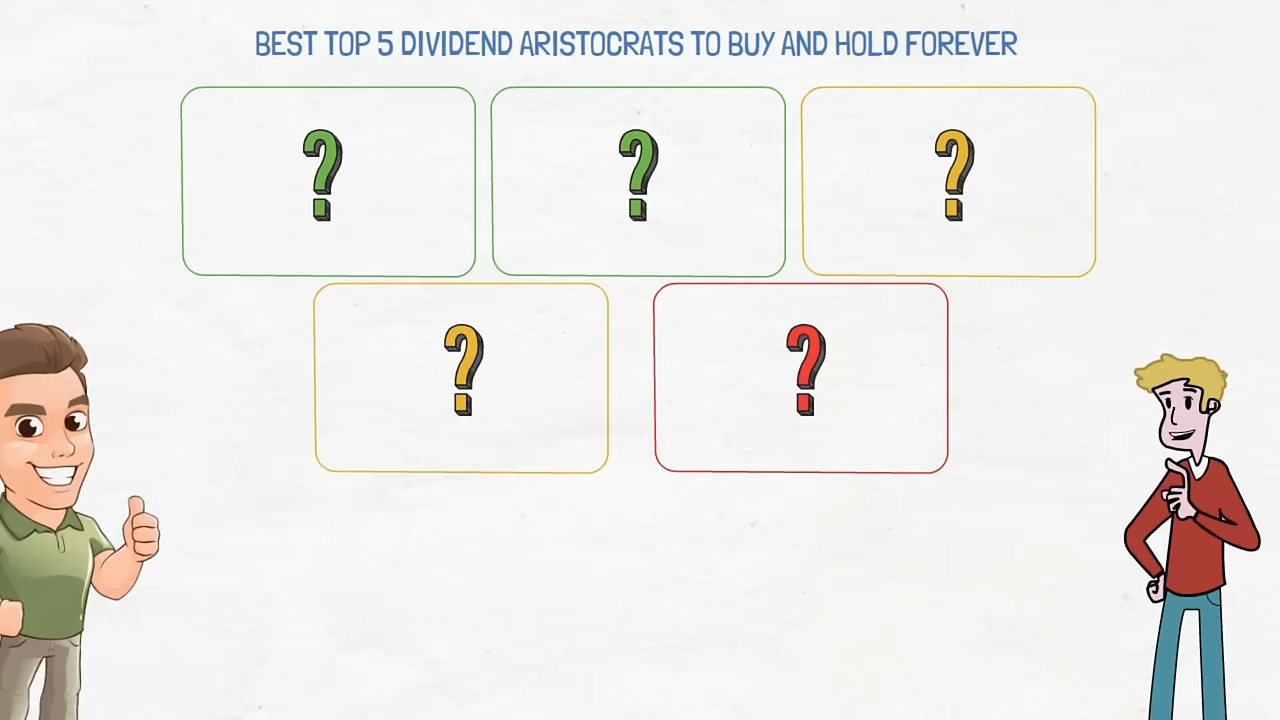 BEST TOP 5 DIVIDEND ARISTOCRATS TO BUY AND HOLD FOREVER
? ? ?
? ?